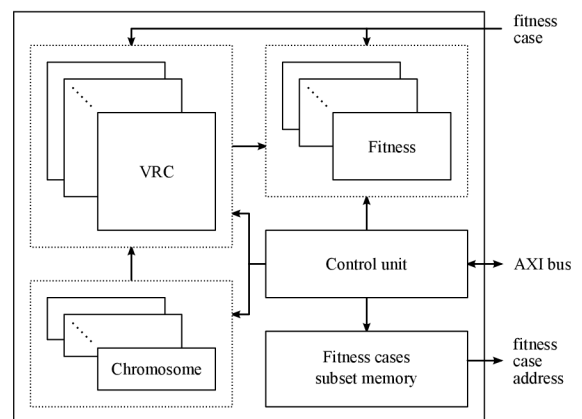 fitness
case
VRC
Fitness
Control unit
AXI bus
Chromosome
Fitness cases
subset memory
fitness
case
address